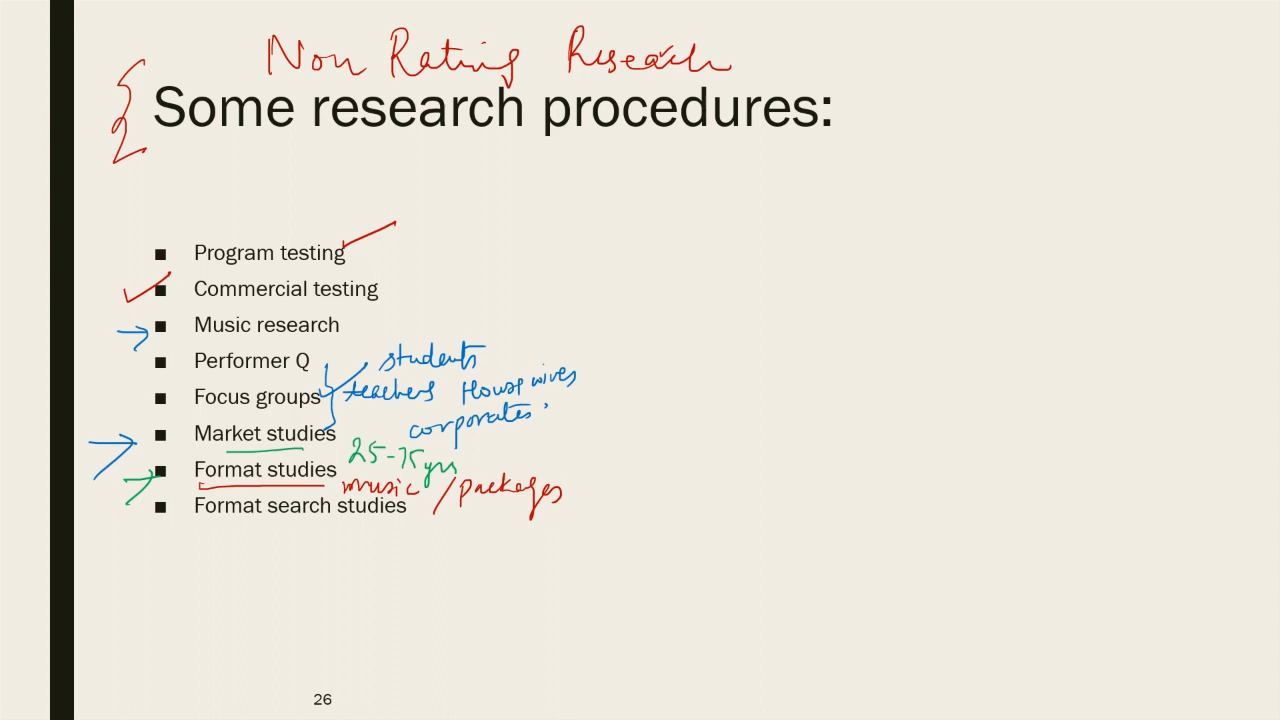 Non Rating Research
Some research procedures:
■ Program testing
■ Commercial testing
■ Music research
■ Performer Q students
■ Focus groups teachers Housewives
corporates
■ Market studies
25-75 yrs
■ Format studies
music / packages
■ Format search studies
26